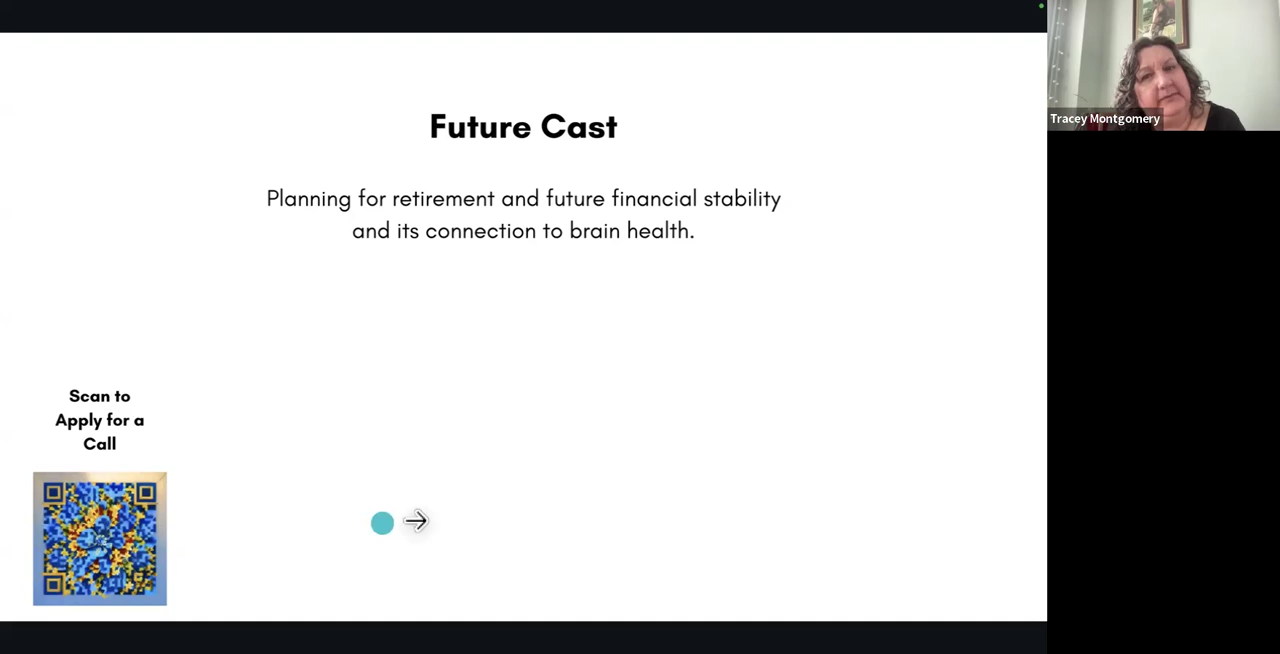 Future Cast
Planning for retirement and future financial stability
and its connection to brain health.
Scan to
Apply for a
Call
Tracey Montgomery